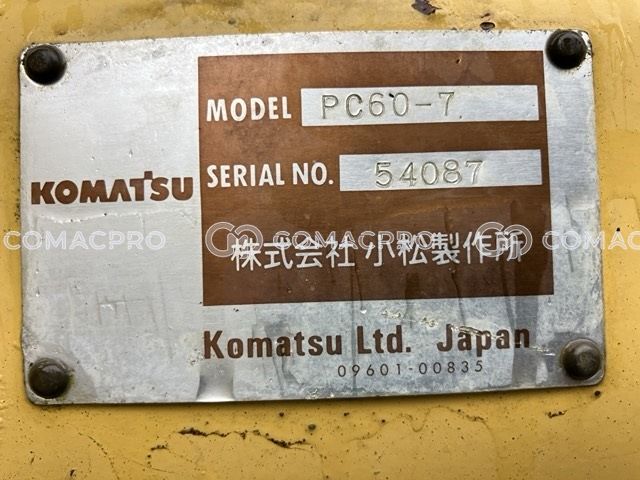 MODEL PC60-7
KOMATSU
SERIAL NO. 54087
COMACPRO COMACPRO COMACPRO
株式会社 小松製作所
Komatsu Ltd. Japan
09601-00835